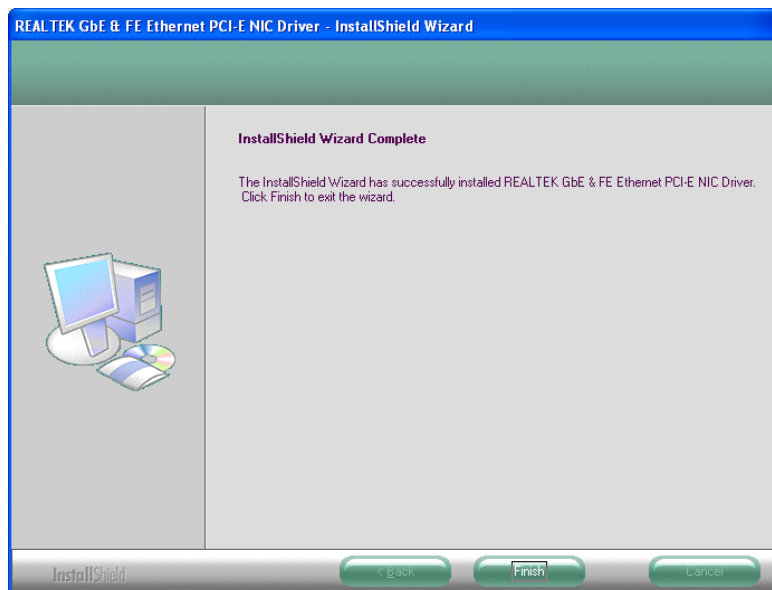 REALTEK GbE & FE Ethernet PCI-E NIC Driver - InstallShield Wizard
InstallShield Wizard Complete
The InstallShield Wizard has successfully installed REALTEK GbE & FE Ethernet PCI-E NIC Driver.
Click Finish to exit the wizard.
InstallShield
< Back
Finish
Cancel